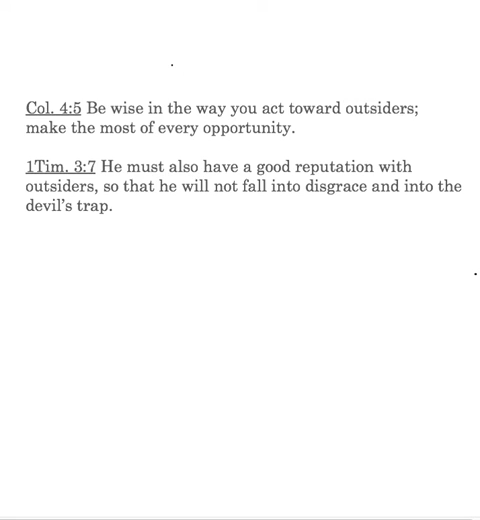 Col. 4:5 Be wise in the way you act toward outsiders;
make the most of every opportunity.
1Tim. 3:7 He must also have a good reputation with
outsiders, so that he will not fall into disgrace and into the
devil’s trap.